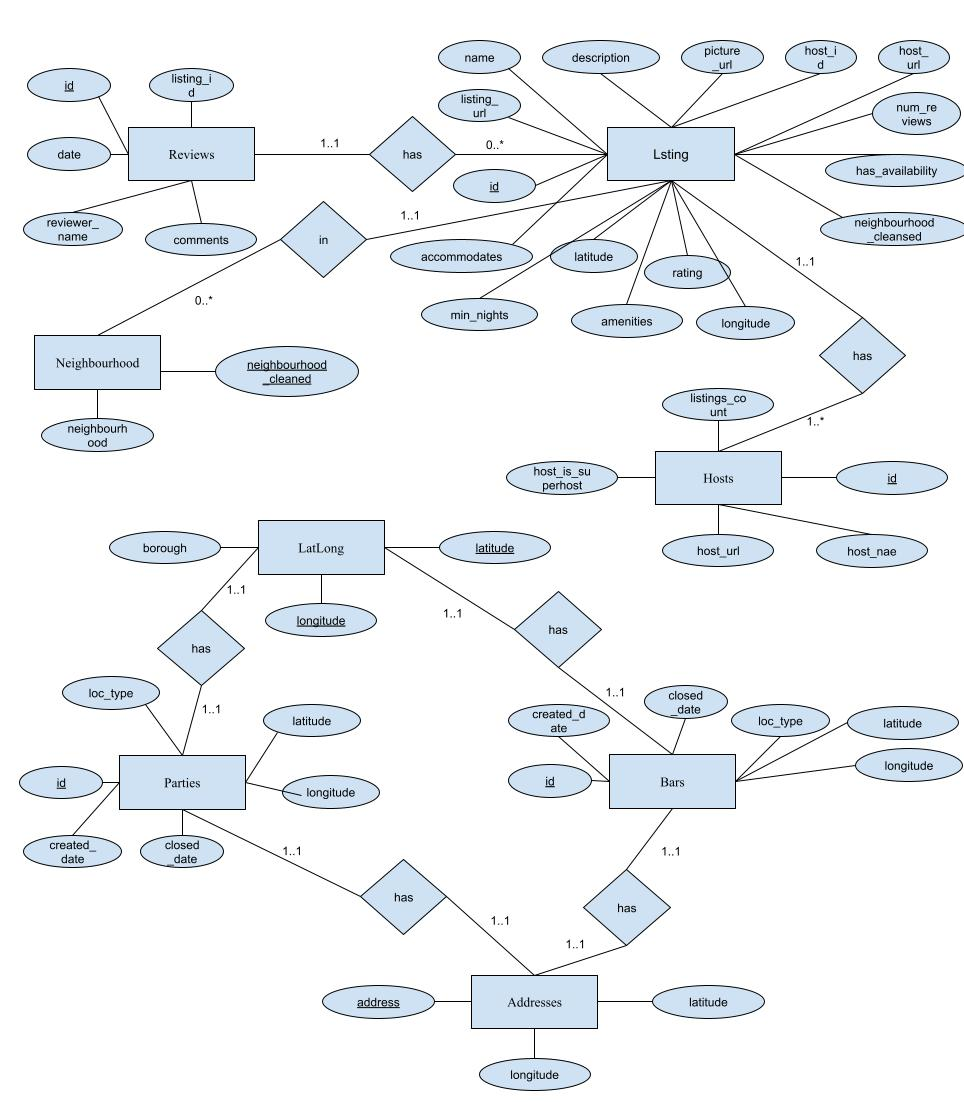 name
description
picture
_url
host_i
d
host_
url
id
listing_i
d
listing_
url
num_re
views
date
Reviews
1..1
has
0..*
Lsting
has_availability
id
reviewer_
name
comments
in
1..1
neighbourhood
_cleansed
accommodates
latitude
rating
1..1
0..*
min_nights
amenities
longitude
Neighbourhood
neighbourhood
_cleaned
has
neighbourh
ood
listings_co
unt
1..*
host_is_su
perhost
Hosts
id
borough
LatLong
latitude
host_url
host_nae
1..1
longitude
1..1
has
has
loc_type
1..1
1..1
latitude
created_d
ate
closed
_date
loc_type
latitude
id
Parties
longitude
id
Bars
longitude
created_
date
closed
_date
1..1
1..1
has
has
1..1
1..1
address
Addresses
latitude
longitude